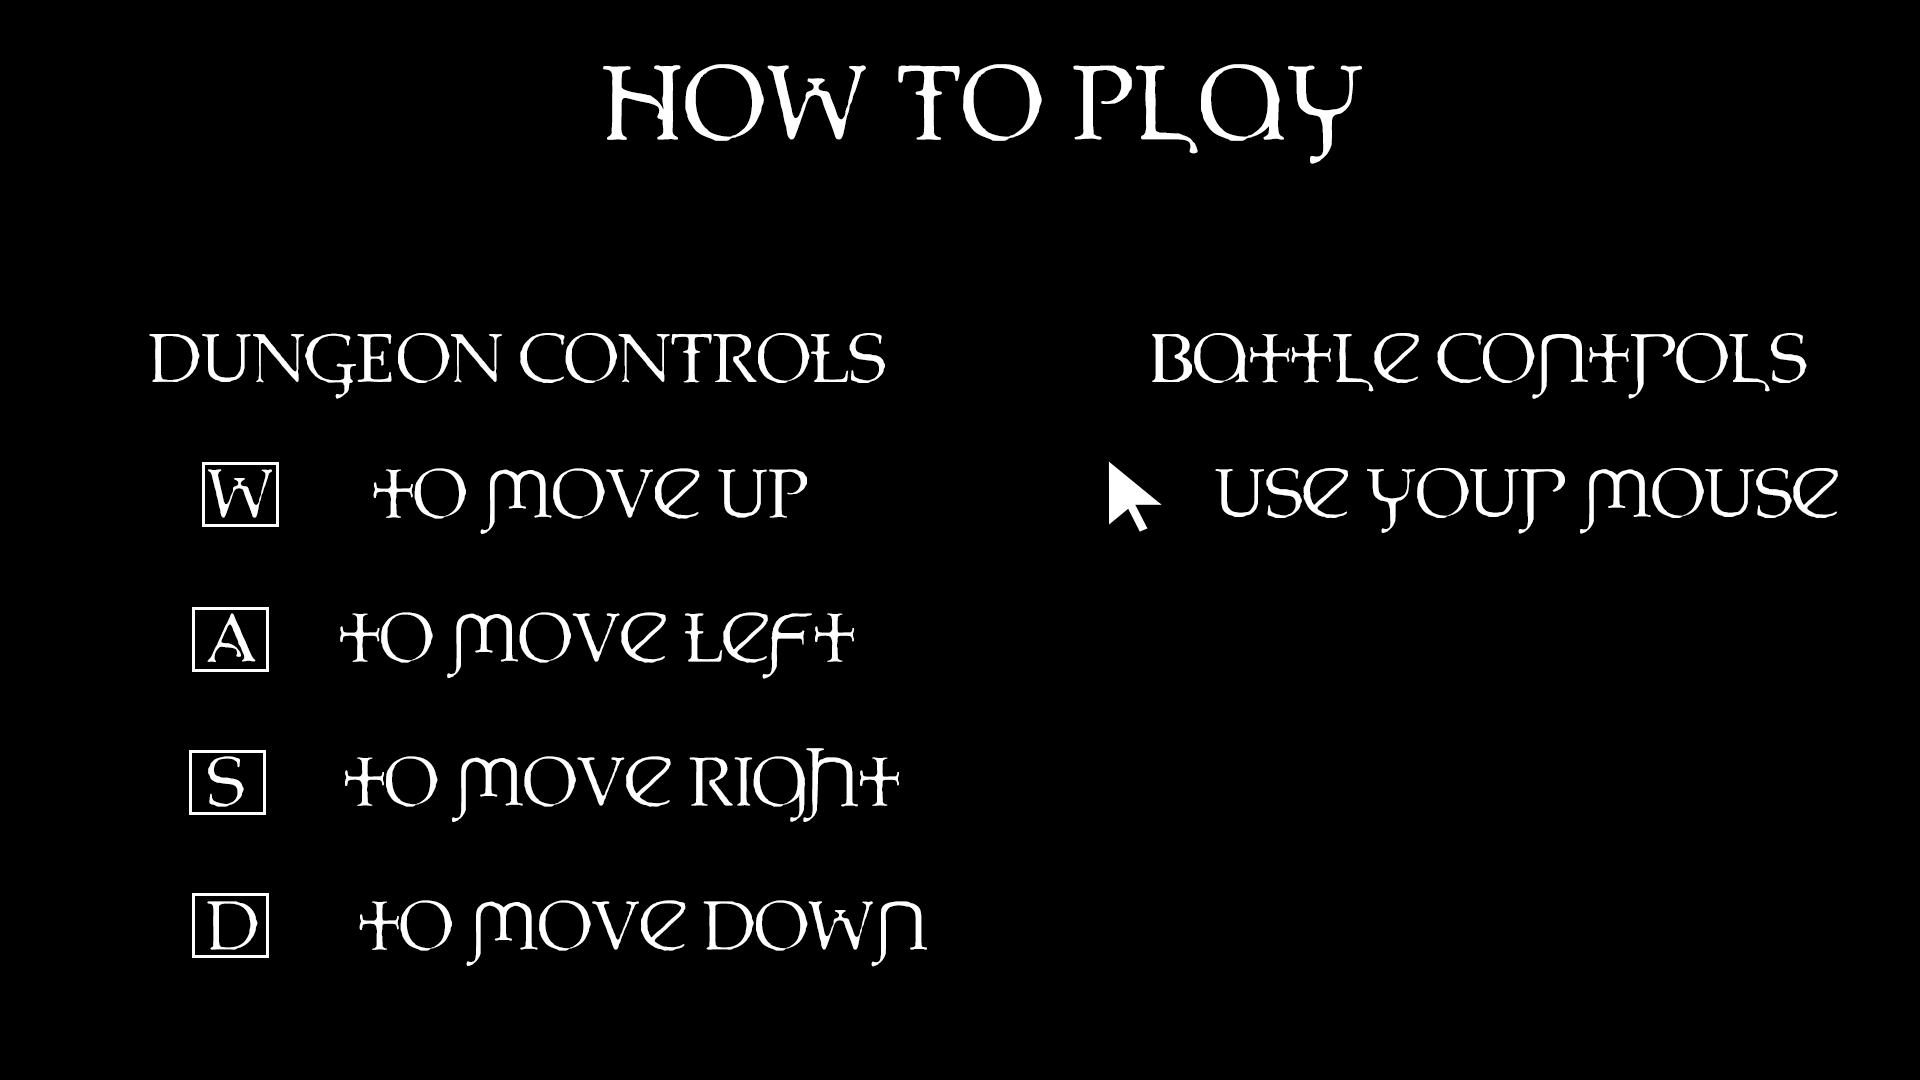 HOW TO PLAY
DUNGEON CONTROLS
W to move UP
A to move Left
S to move RIght
D to move DOWn
Battle Controls
Use your mouse